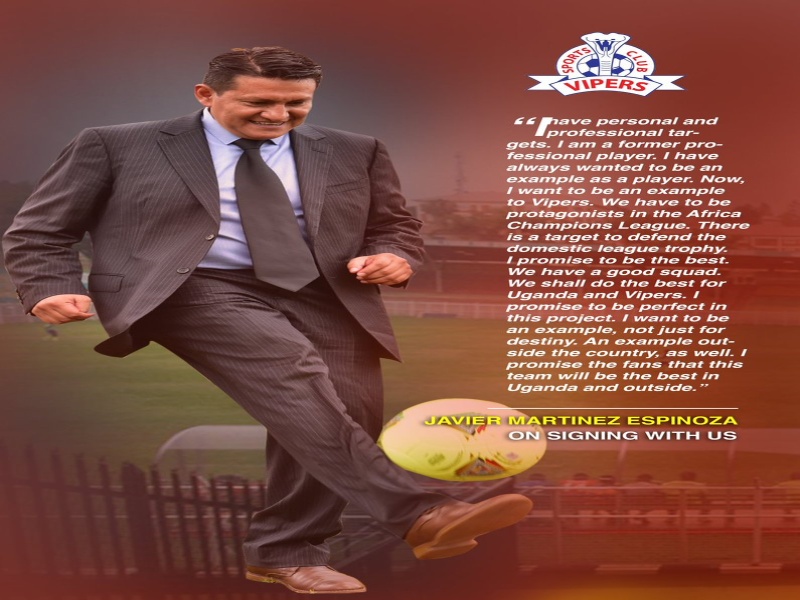 SPORTS CLUB
VIPERS
“I have personal and
professional tar-
gets. I am a former pro-
fessional player. I have
always wanted to be an
example as a player. Now,
I want to be an example
to Vipers. We have to be
protagonists in the Africa
Champions League. There
is a target to defend the
domestic league trophy.
I promise to be the best.
We have a good squad.
We shall do the best for
Uganda and Vipers. I
promise to be perfect in
this project. I want to be
an example, not just for
destiny. An example out-
side the country, as well. I
promise the fans that this
team will be the best in
Uganda and outside.”
JAVIER MARTINEZ ESPINOZA
ON SIGNING WITH US